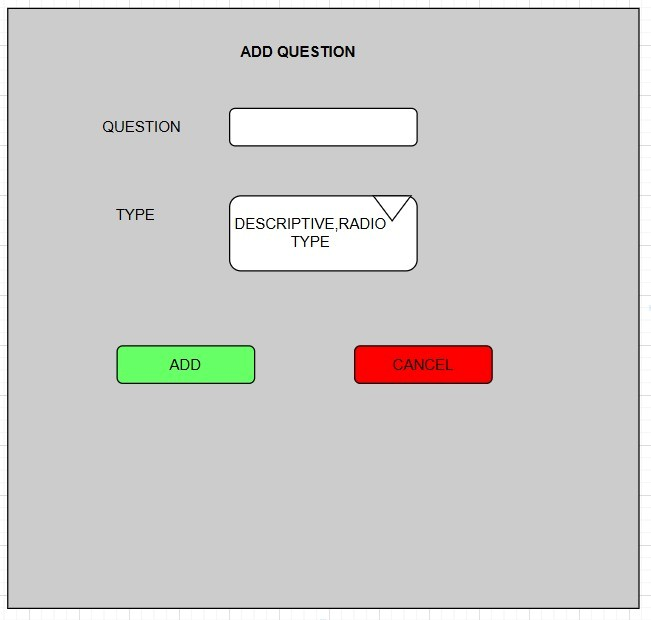 ADD QUESTION
QUESTION
TYPE
DESCRIPTIVE,RADIO
TYPE
ADD
CANCEL